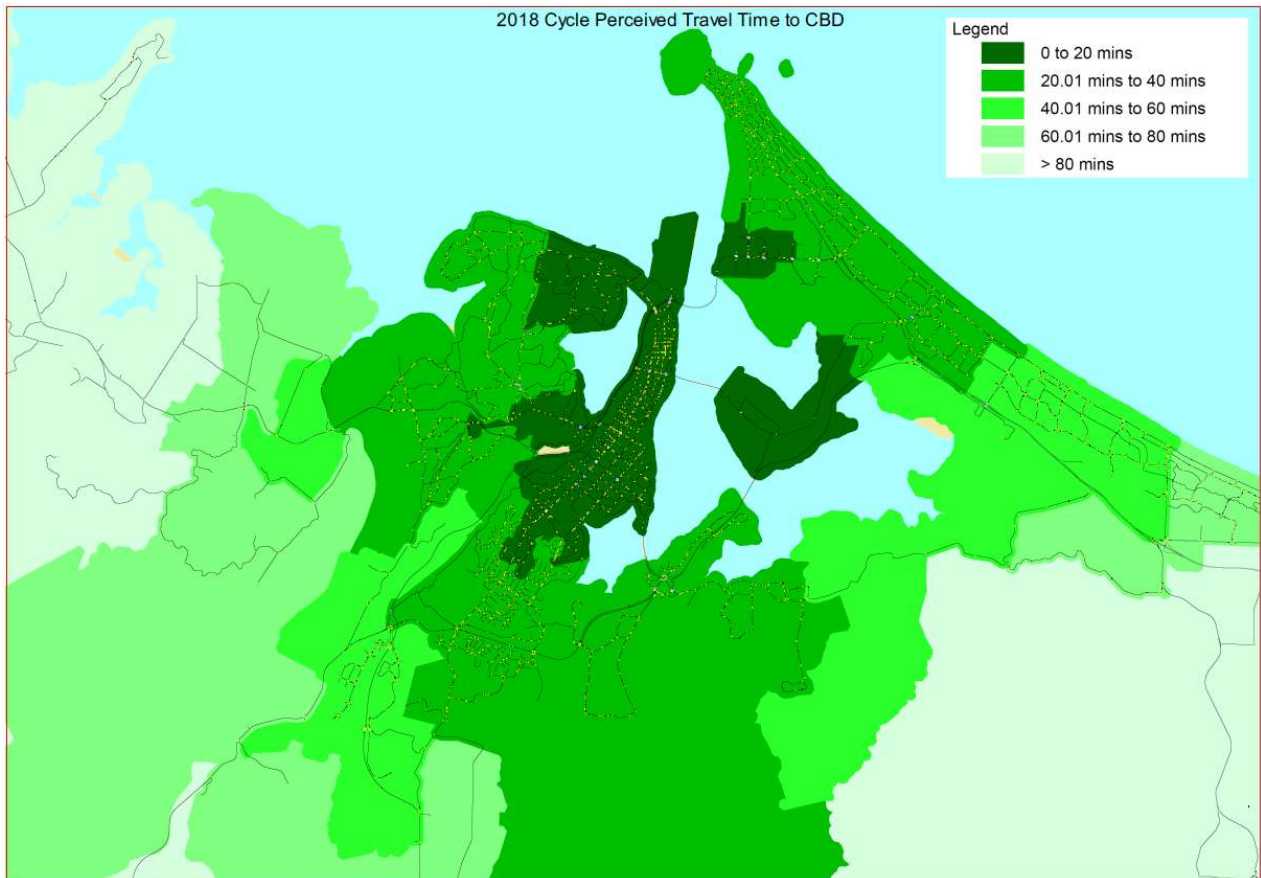 2018 Cycle Perceived Travel Time to CBD
Legend
0 to 20 mins
20.01 mins to 40 mins
40.01 mins to 60 mins
60.01 mins to 80 mins
> 80 mins